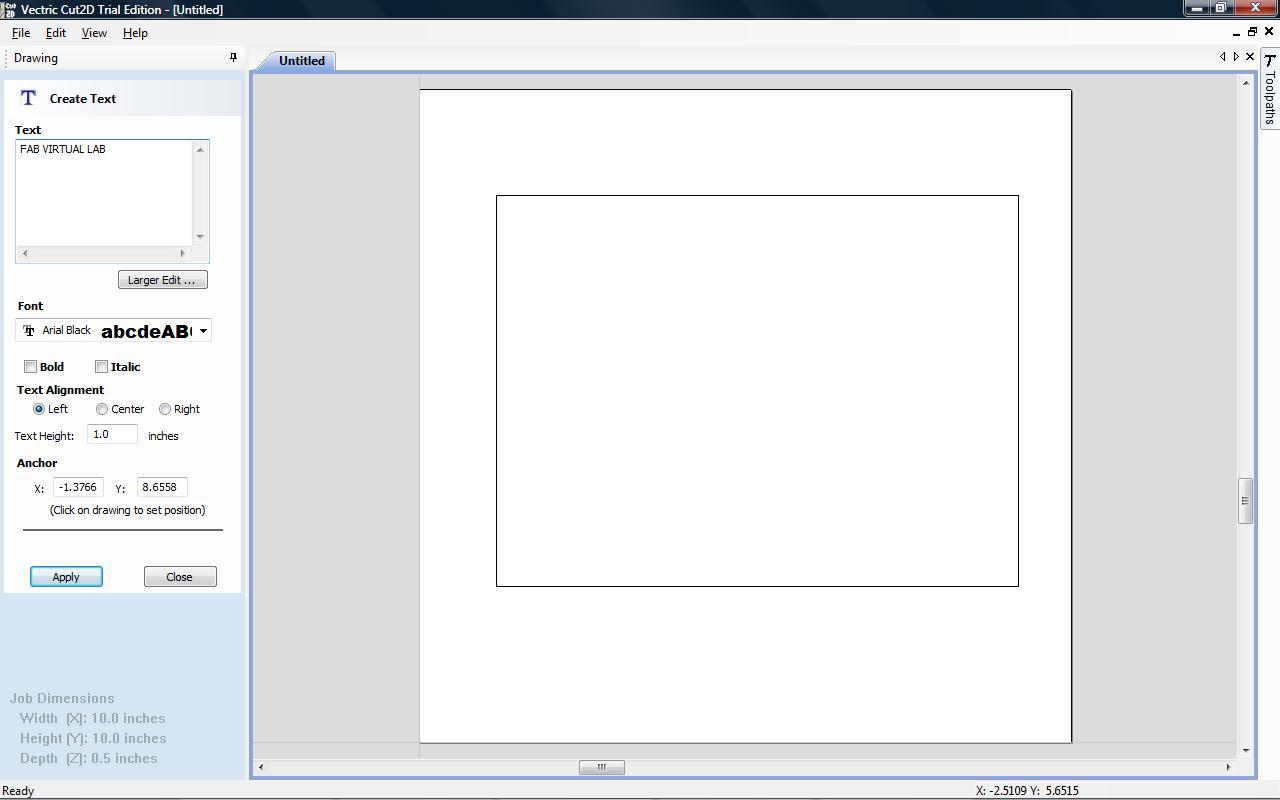 Cut 2D
Vectric Cut2D Trial Edition - [Untitled]
File Edit View Help
Drawing
Untitled
Toolpaths
T Create Text
Text
FAB VIRTUAL LAB
Larger Edit ...
Font
Arial Black abcdeAB
Bold Italic
Text Alignment
Left Center Right
Text Height: 1.0 inches
Anchor
X: -1.3766 Y: 8.6558
(Click on drawing to set position)
Apply Close
Job Dimensions
Width (X): 10.0 inches
Height (Y): 10.0 inches
Depth (Z): 0.5 inches
Ready X: -2.5109 Y: 5.6515